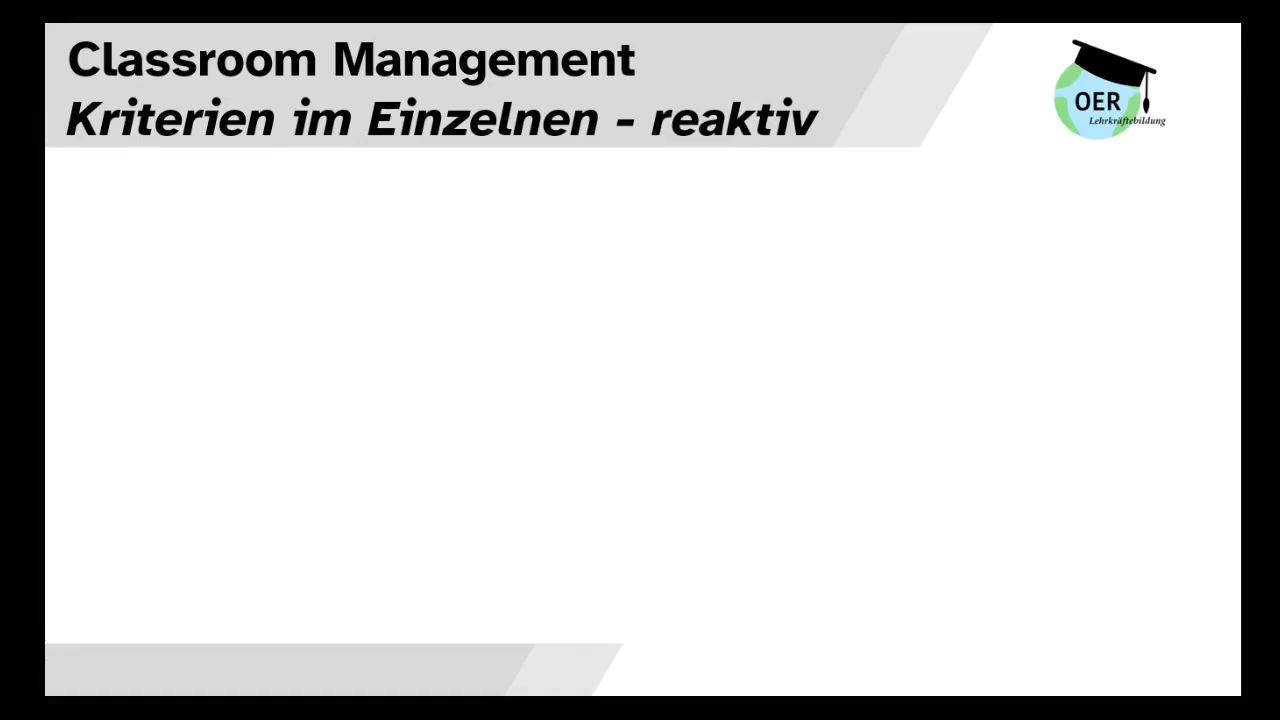 Classroom Management
Kriterien im Einzelnen - reaktiv
OER
Lehrkräftebildung